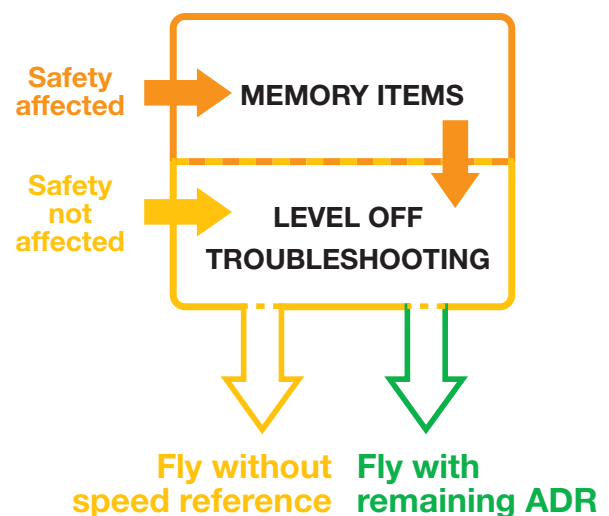 Safety
affected
MEMORY ITEMS
Safety
not
affected
LEVEL OFF
TROUBLESHOOTING
Fly without
speed reference
Fly with
remaining ADR